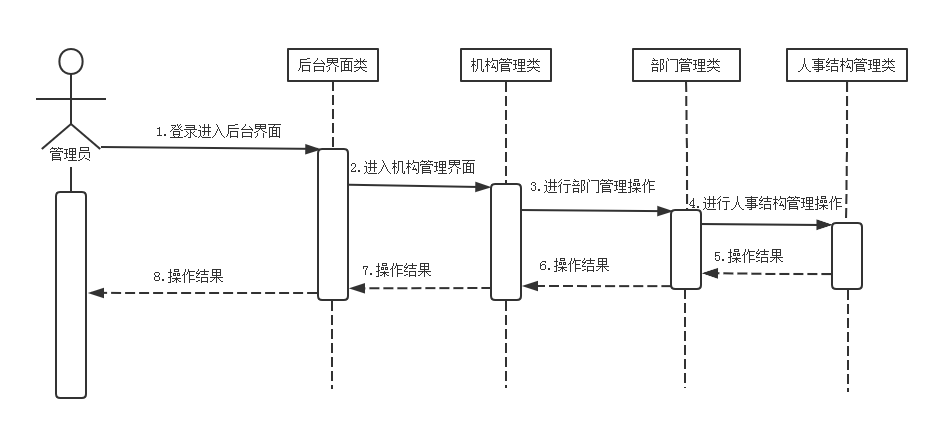 后台界面类
机构管理类
部门管理类
人事结构管理类
管理员
1.登录进入后台界面
2.进入机构管理界面
3.进行部门管理操作
4.进行人事结构管理操作
5.操作结果
6.操作结果
7.操作结果
8.操作结果